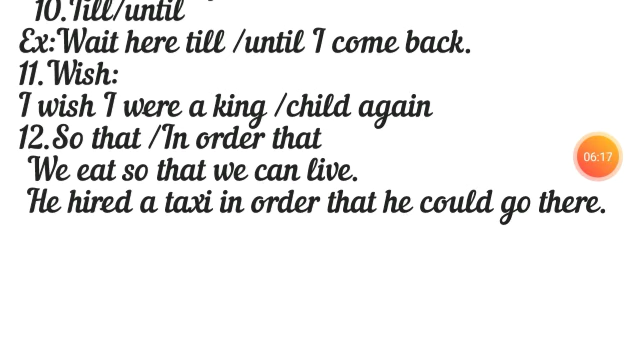 10.Till/until
Ex:Wait here till /until I come back.
11.Wish:
I wish I were a king /child again
12.So that /In order that
We eat so that we can live.
06:17
He hired a taxi in order that he could go there.